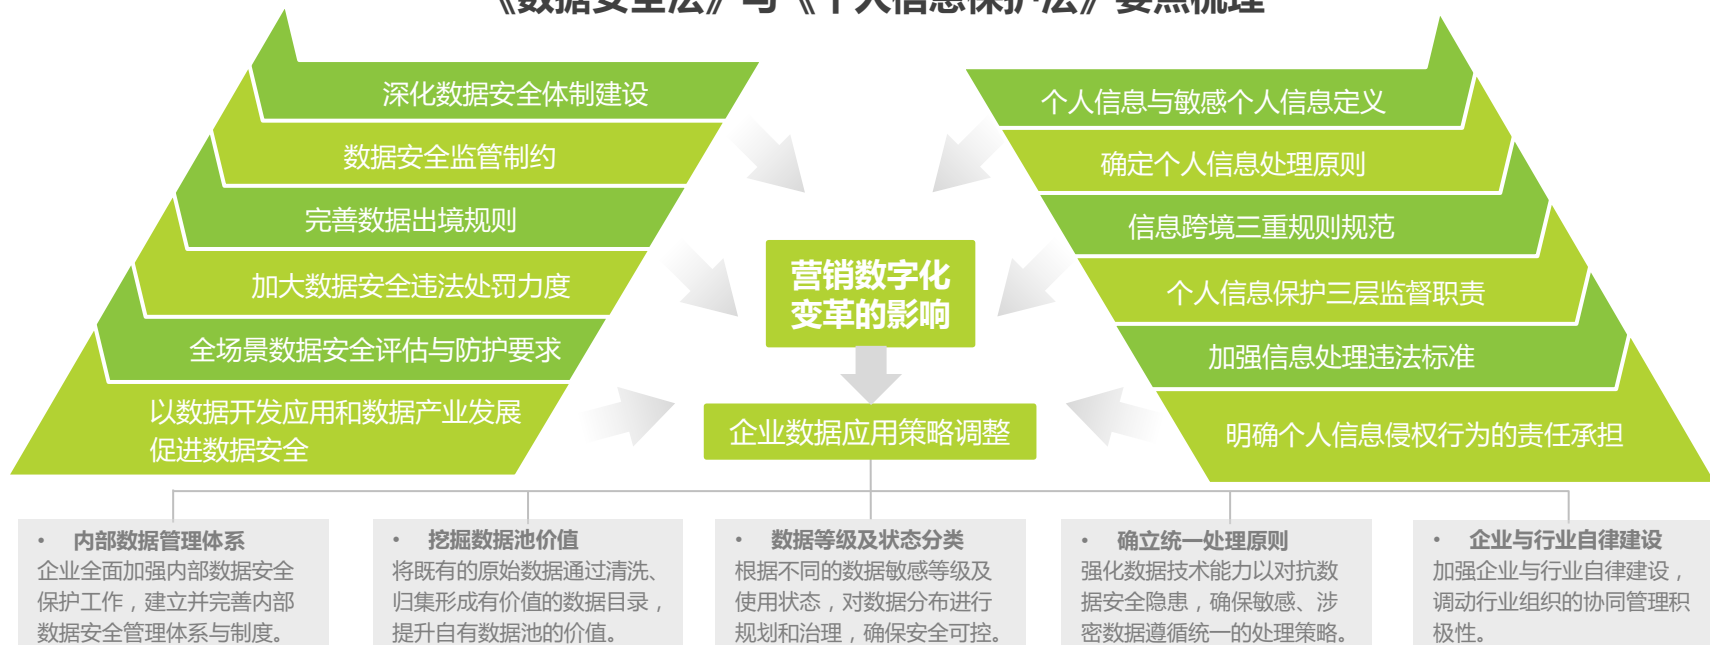 《数据安全法》与《个人信息保护法》要点梳理
深化数据安全体制建设
数据安全监管制约
完善数据出境规则
加大数据安全违法处罚力度
全场景数据安全评估与防护要求
以数据开发应用和数据产业发展
促进数据安全
个人信息与敏感个人信息定义
确定个人信息处理原则
信息跨境三重规则规范
个人信息保护三层监督职责
加强信息处理违法标准
明确个人信息侵权行为的责任承担
营销数字化
变革的影响
企业数据应用策略调整
• 内部数据管理体系
企业全面加强内部数据安全
保护工作，建立并完善内部
数据安全管理体系与制度。
• 挖掘数据池价值
将既有的原始数据通过清洗、
归集形成有价值的数据目录，
提升自有数据池的价值。
• 数据等级及状态分类
根据不同的数据敏感等级及
使用状态，对数据分布进行
规划和治理，确保安全可控。
• 确立统一处理原则
强化数据技术能力以对抗数
据安全隐患，确保敏感、涉
密数据遵循统一的处理策略。
• 企业与行业自律建设
加强企业与行业自律建设，
调动行业组织的协同管理积
极性。